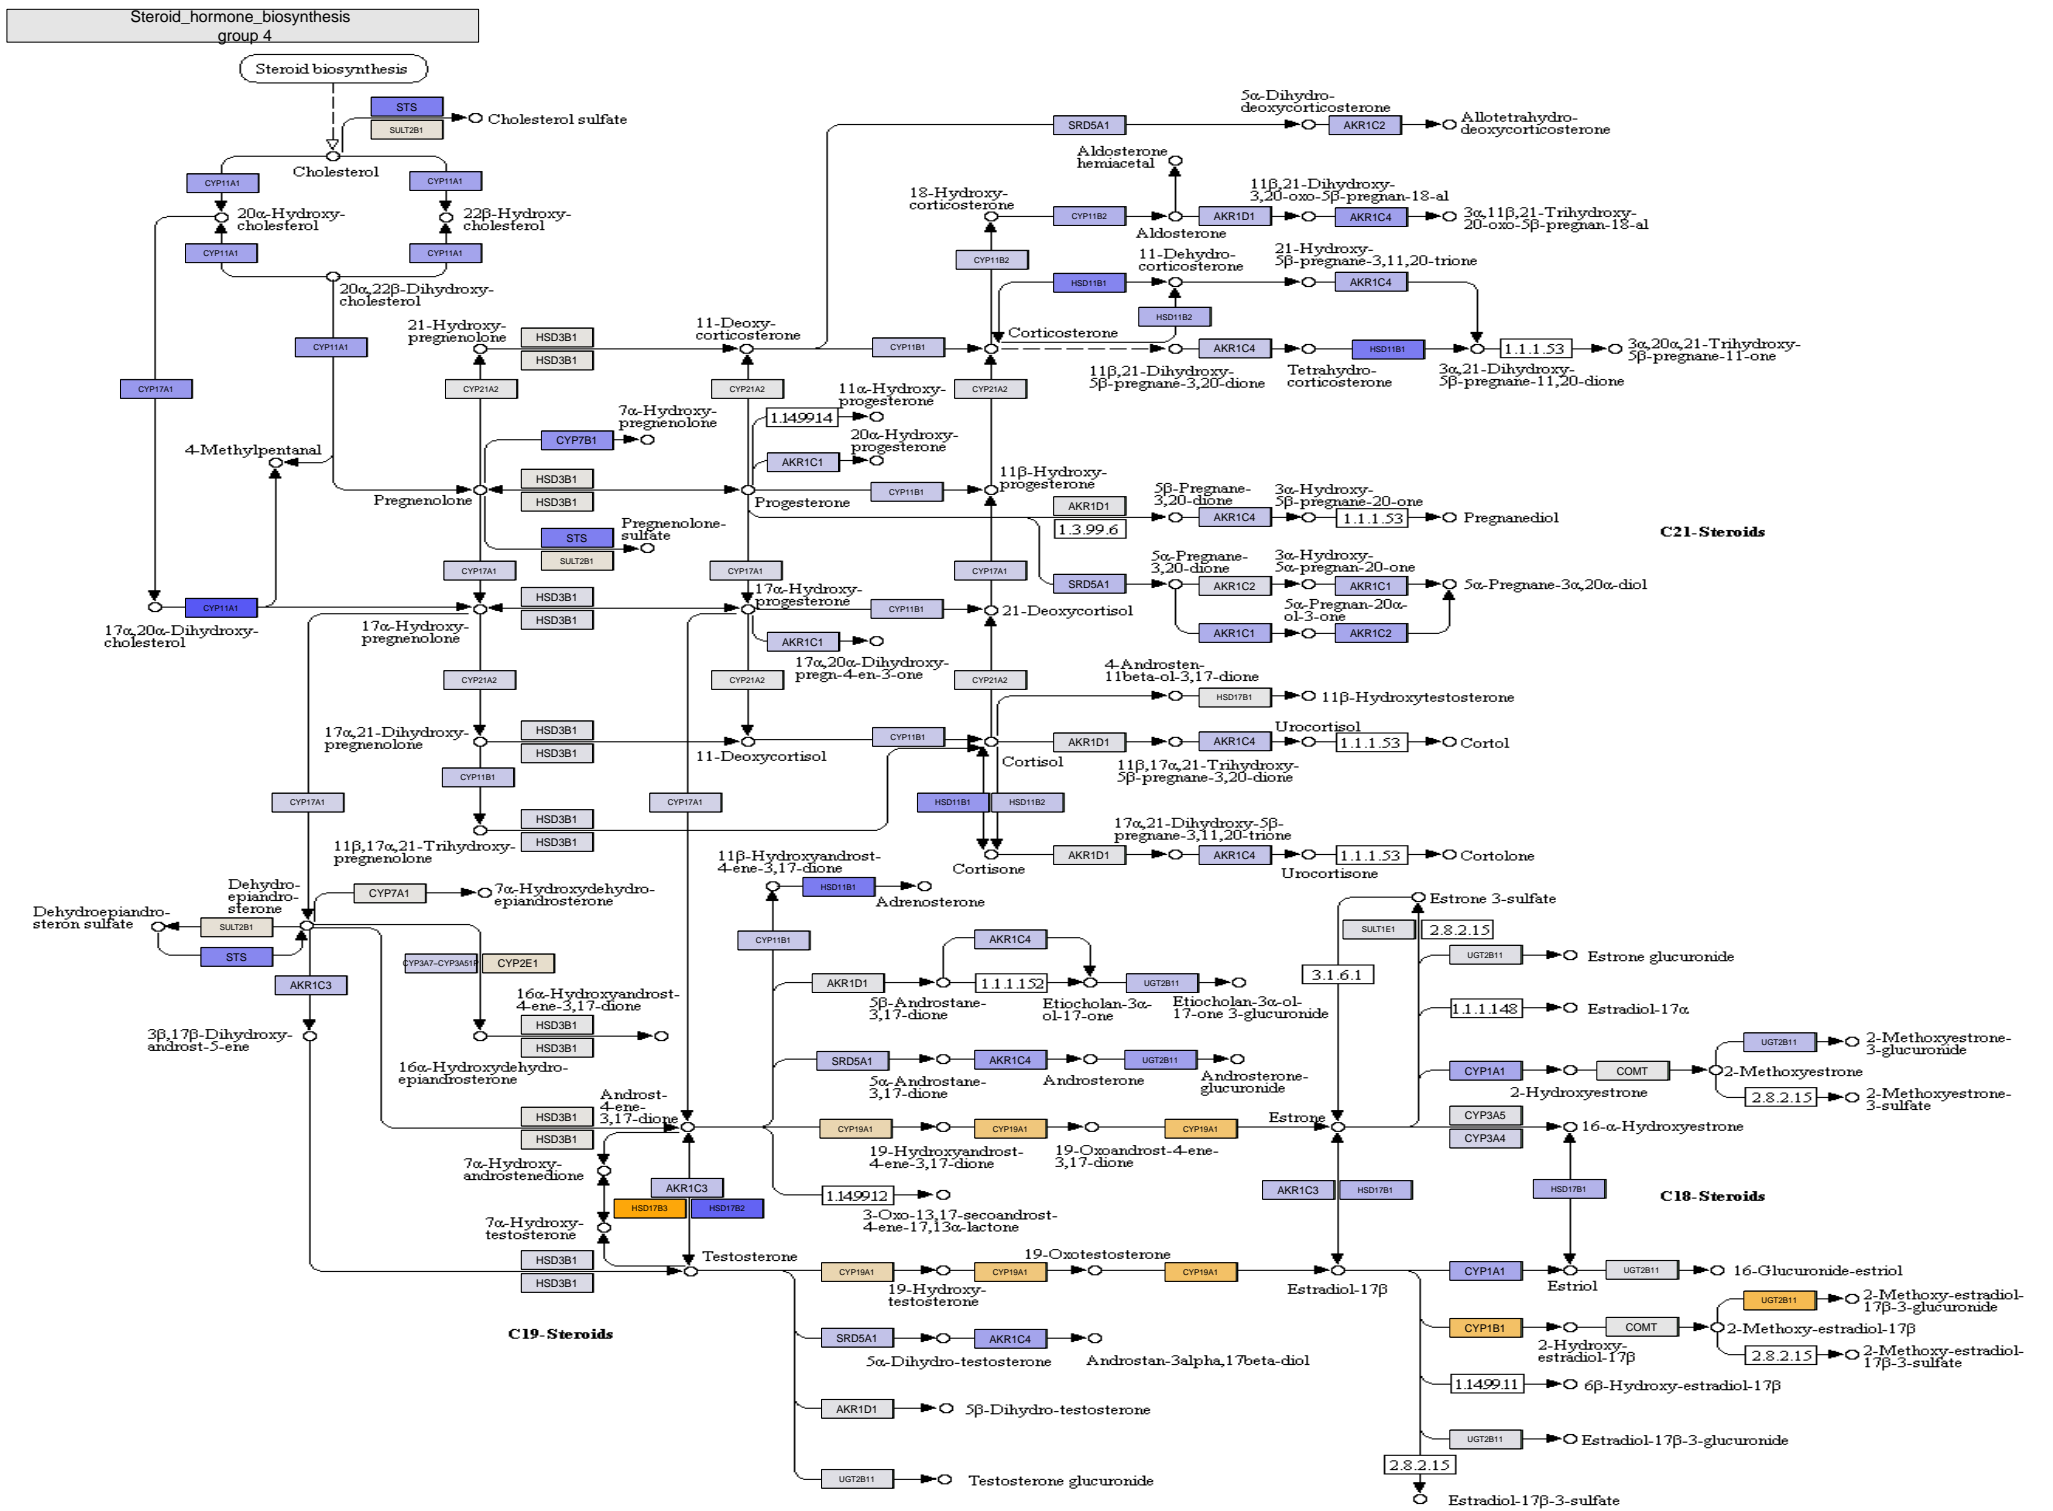 Steroid_hormone_biosynthesis
group 4
Steroid biosynthesis
STS
SULT2B1
Cholesterol sulfate
Cholesterol
CYP11A1
CYP11A1
20α-Hydroxy-
cholesterol
22β-Hydroxy-
cholesterol
CYP11A1
CYP11A1
20α,22β-Dihydroxy-
cholesterol
CYP11A1
CYP17A1
4-Methylpentanal
Pregnenolone
CYP11A1
17α,20α-Dihydroxy-
cholesterol
21-Hydroxy-
pregnenolone
HSD3B1
HSD3B1
11-Deoxy-
corticosterone
CYP21A2
CYP21A2
CYP21A2
7α-Hydroxy-
pregnenolone
CYP7B1
HSD3B1
HSD3B1
Pregnenolone-
sulfate
STS
SULT2B1
11α-Hydroxy-
progesterone
1.14.99.14
20α-Hydroxy-
progesterone
AKR1C1
Progesterone
CYP11B1
11β-Hydroxy-
progesterone
CYP17A1
CYP17A1
CYP17A1
17α-Hydroxy-
pregnenolone
HSD3B1
HSD3B1
17α-Hydroxy-
progesterone
CYP11B1
21-Deoxycortisol
AKR1C1
17α,20α-Dihydroxy-
pregn-4-en-3-one
CYP21A2
CYP21A2
CYP21A2
17α,21-Dihydroxy-
pregnenolone
HSD3B1
HSD3B1
11-Deoxycortisol
CYP11B1
Cortisol
CYP11B1
CYP17A1
CYP17A1
HSD3B1
HSD3B1
11β,17α,21-Trihydroxy-
pregnenolone
HSD11B1
HSD11B2
Cortisone
SRD5A1
5α-Dihydro-
deoxycorticosterone
AKR1C2
Allotetrahydro-
deoxycorticosterone
Aldosterone
hemiacetal
18-Hydroxy-
corticosterone
CYP11B2
Aldosterone
AKR1D1
11β,21-Dihydroxy-
3,20-oxo-5β-pregnan-18-al
AKR1C4
3α,11β,21-Trihydroxy-
20-oxo-5β-pregnan-18-al
CYP11B2
11-Dehydro-
corticosterone
HSD11B1
21-Hydroxy-
5β-pregnane-3,11,20-trione
AKR1C4
HSD11B2
CYP11B1
Corticosterone
AKR1C4
11β,21-Dihydroxy-
5β-pregnane-3,20-dione
Tetrahydro-
corticosterone
HSD11B1
3α,21-Dihydroxy-
5β-pregnane-11,20-dione
1.1.1.53
3α,20α,21-Trihydroxy-
5β-pregnane-11-one
AKR1D1
1.3.99.6
5β-Pregnane-
3,20-dione
AKR1C4
3α-Hydroxy-
5β-pregnane-20-one
1.1.1.53
Pregnanediol
C21-Steroids
SRD5A1
5α-Pregnane-
3,20-dione
AKR1C2
3α-Hydroxy-
5α-pregnan-20-one
AKR1C1
5α-Pregnane-3α,20α-diol
AKR1C1
5α-Pregnan-20α-
ol-3-one
AKR1C2
4-Androsten-
11beta-ol-3,17-dione
HSD17B1
11β-Hydroxytestosterone
AKR1D1
11β,17α,21-Trihydroxy-
5β-pregnane-3,20-dione
AKR1C4
Urocortisol
1.1.1.53
Cortol
17α,21-Dihydroxy-5β-
pregnane-3,11,20-trione
AKR1D1
AKR1C4
Urocortisone
1.1.1.53
Cortolone
Dehydro-
epiandro-
sterone
CYP7A1
7α-Hydroxydehydro-
epiandrosterone
Dehydroepiandro-
steron sulfate
SULT2B1
STS
AKR1C3
CYP2E1
16α-Hydroxyandrost-
4-ene-3,17-dione
HSD3B1
HSD3B1
16α-Hydroxydehydro-
epiandrosterone
3β,17β-Dihydroxy-
androst-5-ene
11β-Hydroxyandrost-
4-ene-3,17-dione
HSD11B1
Adrenosterone
CYP11B1
AKR1C4
AKR1D1
5β-Androstane-
3,17-dione
1.1.1.152
Etiocholan-3α-
ol-17-one
UGT2B11
Etiocholan-3α-ol-
17-one 3-glucuronide
SRD5A1
5α-Androstane-
3,17-dione
AKR1C4
Androsterone
UGT2B11
Androsterone-
glucuronide
Androst-
4-ene-
3,17-dione
HSD3B1
HSD3B1
CYP19A1
19-Hydroxyandrost-
4-ene-3,17-dione
CYP19A1
19-Oxoandrost-4-ene-
3,17-dione
CYP19A1
Estrone
7α-Hydroxy-
androstenedione
AKR1C3
HSD17B3
HSD17B2
7α-Hydroxy-
testosterone
1.14.99.12
3-Oxo-13,17-secoandrost-
4-ene-17,13α-lactone
HSD3B1
HSD3B1
Testosterone
CYP19A1
19-Hydroxy-
testosterone
CYP19A1
19-Oxotestosterone
CYP19A1
Estradiol-17β
C19-Steroids
SRD5A1
5α-Dihydro-testosterone
AKR1C4
Androstan-3alpha,17beta-diol
AKR1D1
5β-Dihydro-testosterone
UGT2B11
Testosterone glucuronide
Estrone 3-sulfate
SULT1E1
2.8.2.15
3.1.6.1
UGT2B11
Estrone glucuronide
1.1.1.148
Estradiol-17α
CYP1A1
2-Hydroxyestrone
COMT
2-Methoxyestrone
UGT2B11
2-Methoxyestrone-
3-glucuronide
2.8.2.15
2-Methoxyestrone-
3-sulfate
CYP3A5
CYP3A4
16-α-Hydroxyestrone
AKR1C3
HSD17B1
HSD17B1
C18-Steroids
CYP1A1
Estriol
UGT2B11
16-Glucuronide-estriol
CYP1B1
2-Hydroxy-
estradiol-17β
COMT
2-Methoxy-estradiol-17β
UGT2B11
2-Methoxy-estradiol-
17β-3-glucuronide
2.8.2.15
2-Methoxy-estradiol-
17β-3-sulfate
1.14.99.11
6β-Hydroxy-estradiol-17β
UGT2B11
Estradiol-17β-3-glucuronide
2.8.2.15
Estradiol-17β-3-sulfate